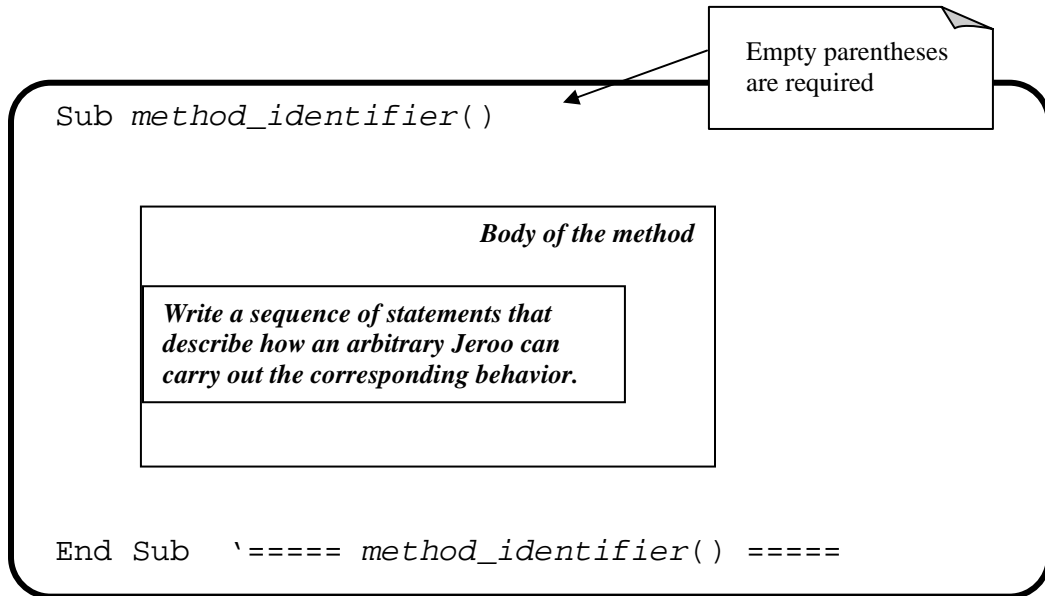 Empty parentheses
are required
Sub method_identifier()
Body of the method
Write a sequence of statements that
describe how an arbitrary Jeroo can
carry out the corresponding behavior.
End Sub ‘===== method_identifier() =====